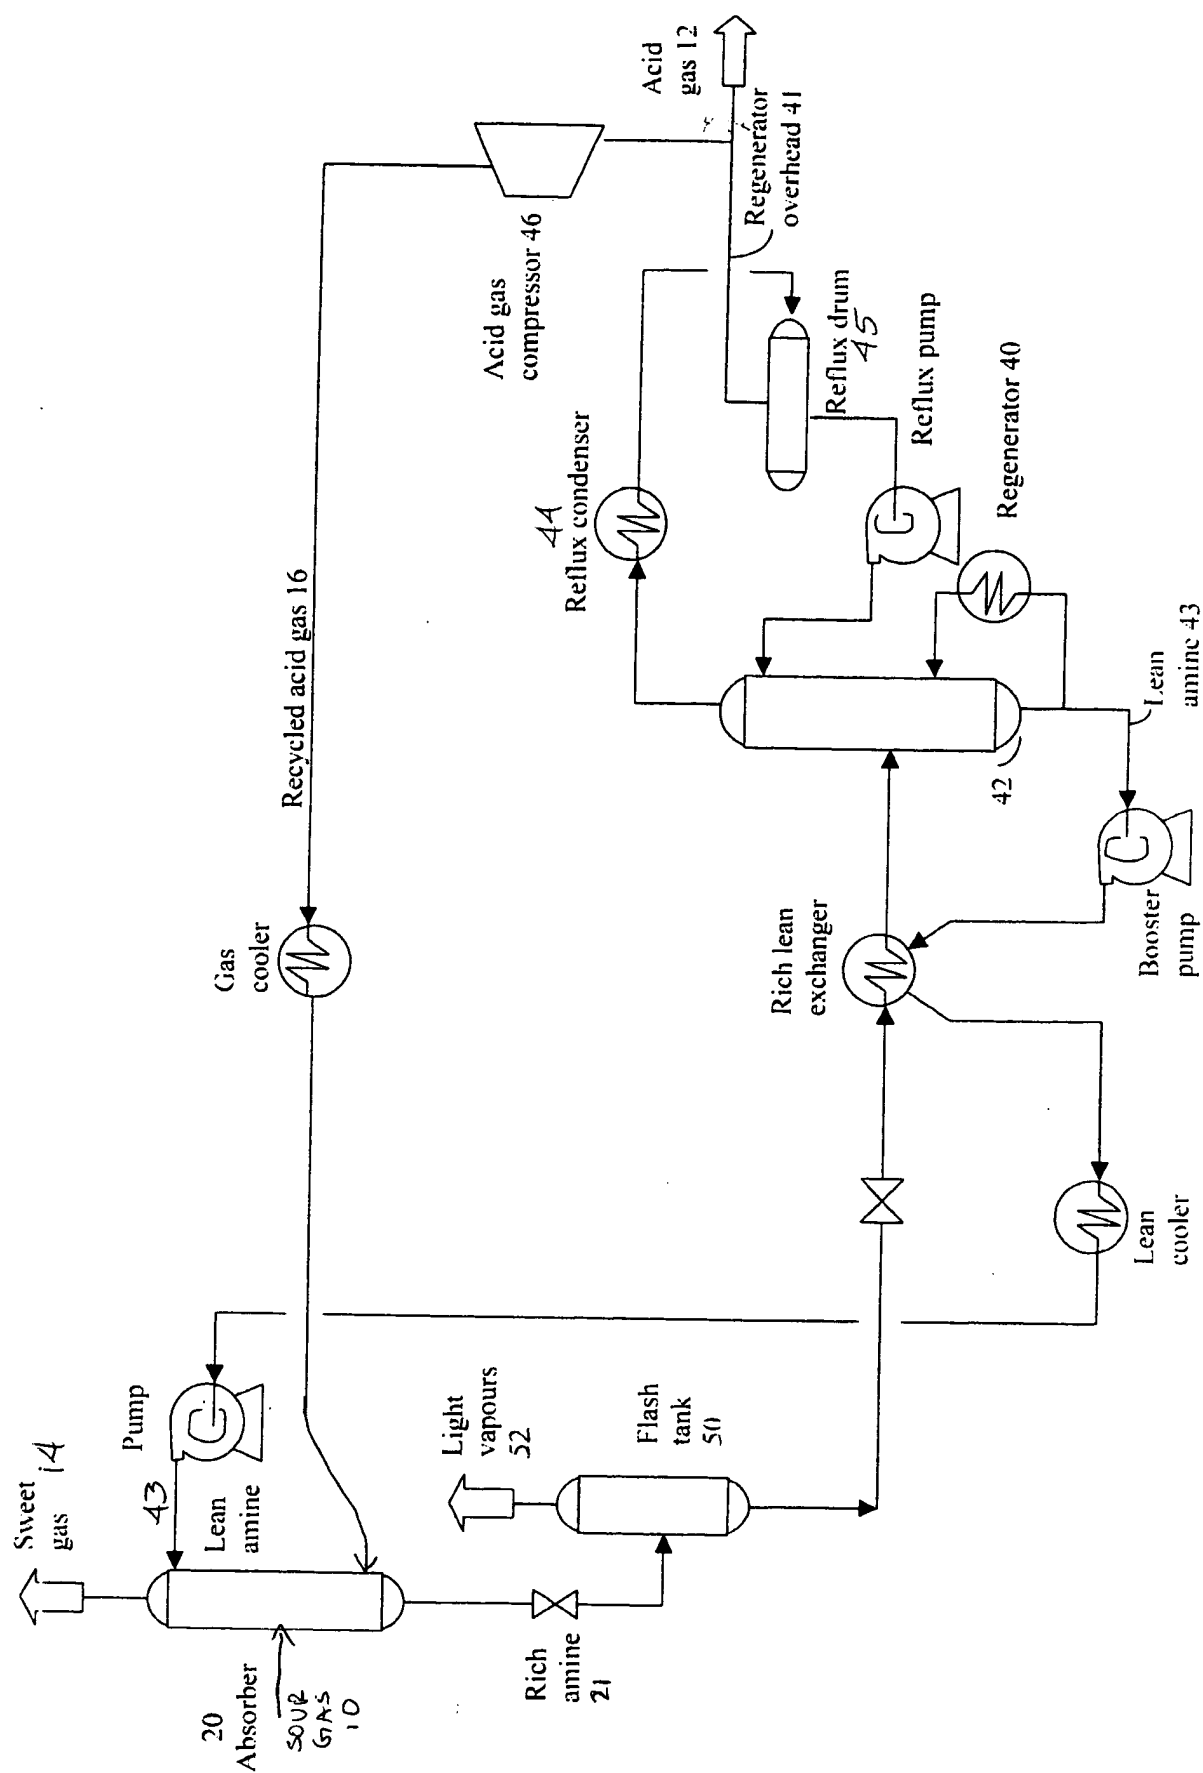 Sweet
gas 14
Pump
43
Lean
amine
20
Absorber
SOUR
GAS
10
Rich
amine
21
Light
vapours
52
Flash
tank
50
Gas
cooler
Recycled acid gas 16
Acid gas
compressor 46
Acid
gas 12
Regenerator
overhead 41
44
Reflux condenser
Reflux drum
45
Reflux pump
Regenerator 40
Rich lean
exchanger
42
Lean
amine 43
Booster
pump
Lean
cooler